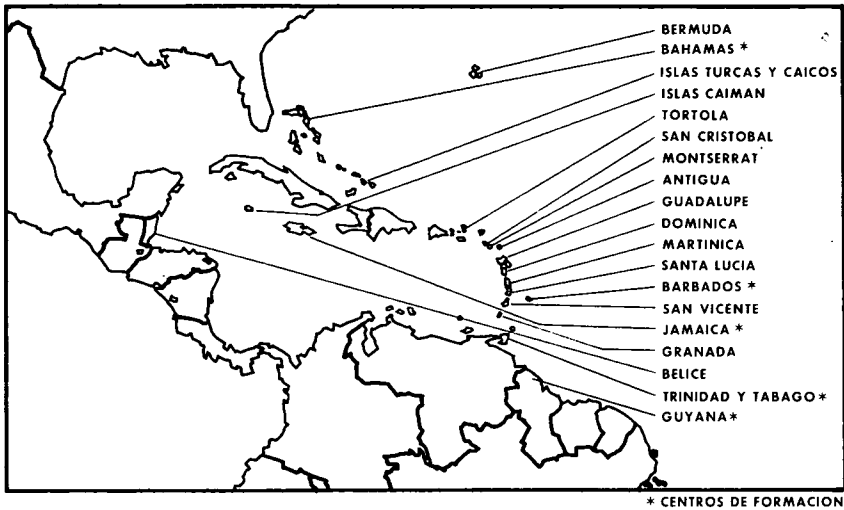 BERMUDA
BAHAMAS *
ISLAS TURCAS Y CAICOS
ISLAS CAIMAN
TORTOLA
SAN CRISTOBAL
MONTSERRAT
ANTIGUA
GUADALUPE
DOMINICA
MARTINICA
SANTA LUCIA
BARBADOS *
SAN VICENTE
JAMAICA *
GRANADA
BELICE
TRINIDAD Y TABAGO *
GUYANA *
* CENTROS DE FORMACION